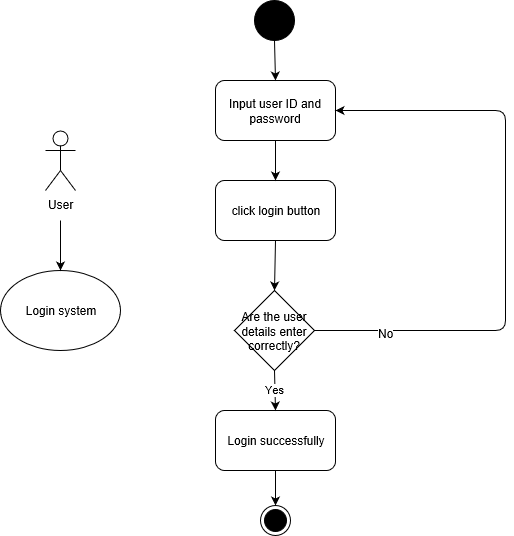 Input user ID and
password
User
click login button
Login system
Are the user
details enter
correctly?
No
Yes
Login successfully